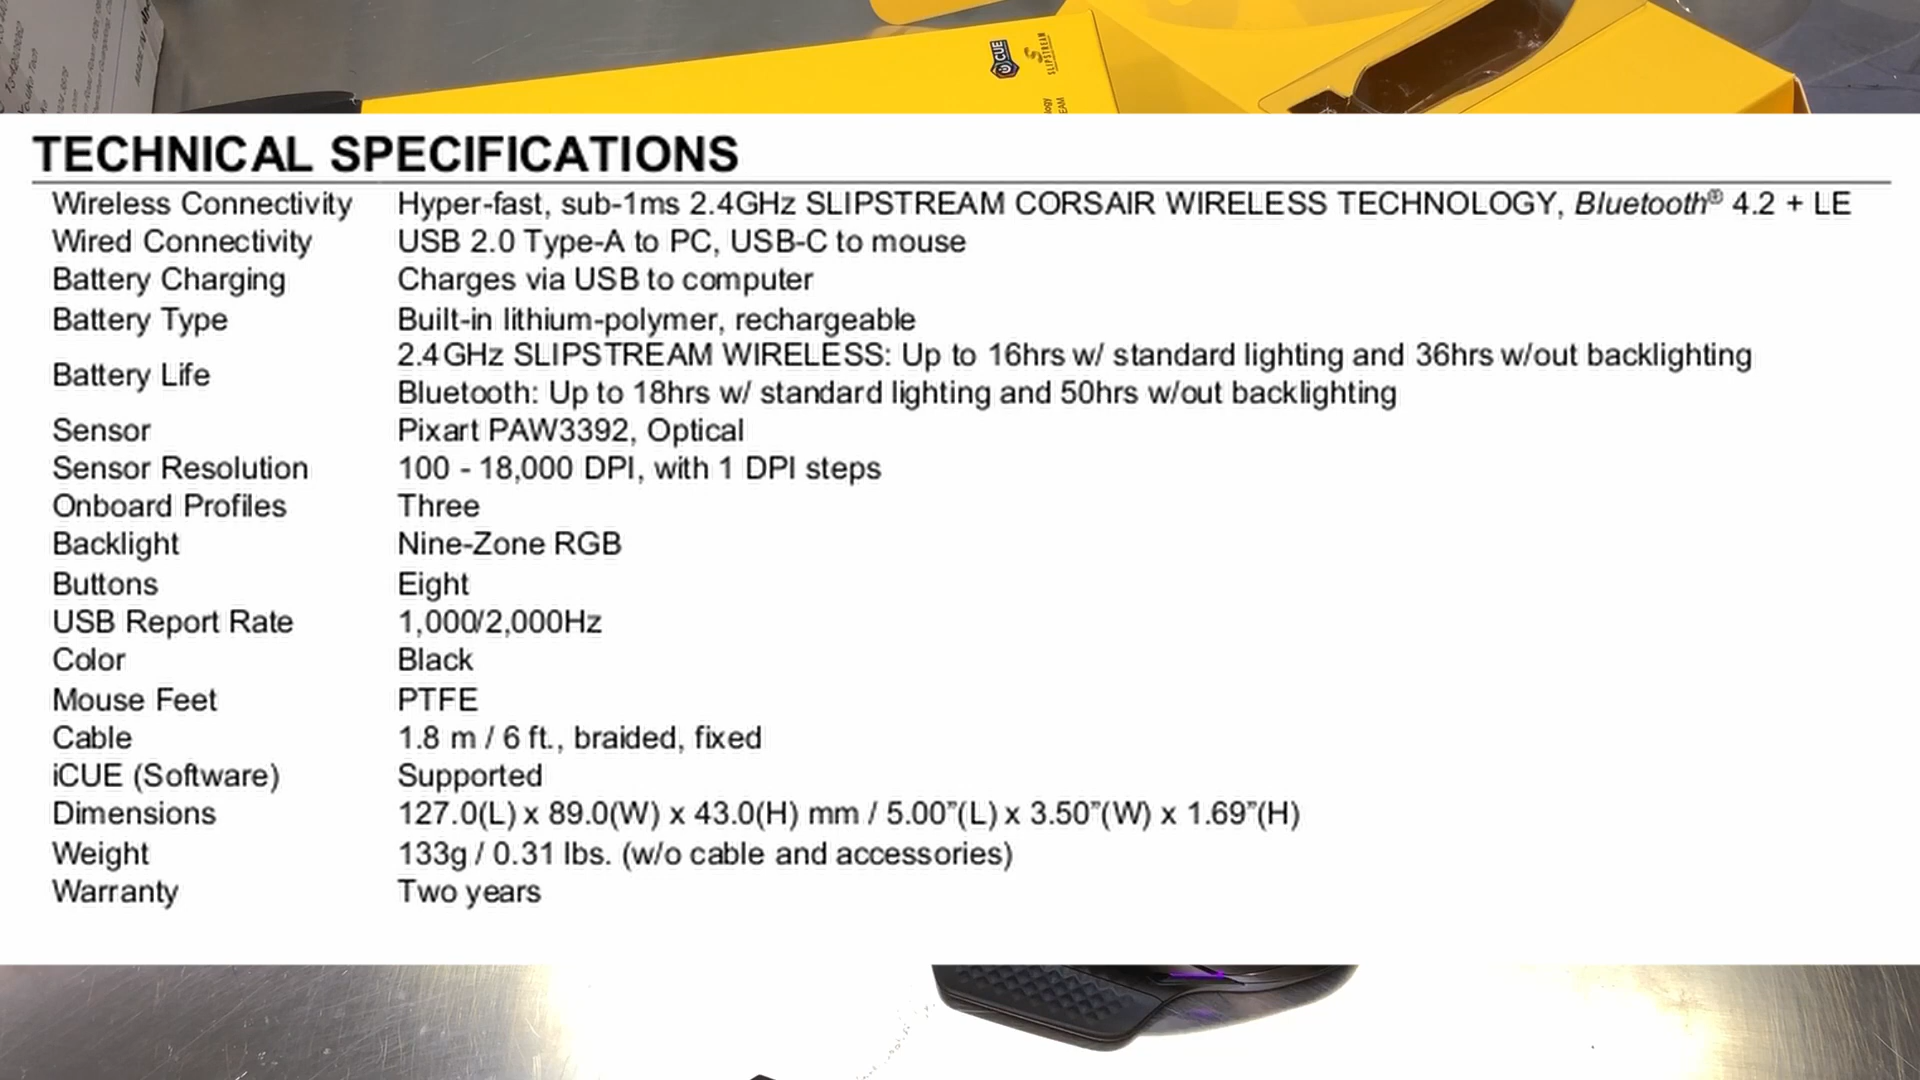 CUE
SLIPSTREAM
TECHNICAL SPECIFICATIONS
Wireless Connectivity Hyper-fast, sub-1ms 2.4GHz SLIPSTREAM CORSAIR WIRELESS TECHNOLOGY, Bluetooth® 4.2 + LE
Wired Connectivity USB 2.0 Type-A to PC, USB-C to mouse
Battery Charging Charges via USB to computer
Battery Type Built-in lithium-polymer, rechargeable
Battery Life 2.4GHz SLIPSTREAM WIRELESS: Up to 16hrs w/ standard lighting and 36hrs w/out backlighting
Bluetooth: Up to 18hrs w/ standard lighting and 50hrs w/out backlighting
Sensor Pixart PAW3392, Optical
Sensor Resolution 100 - 18,000 DPI, with 1 DPI steps
Onboard Profiles Three
Backlight Nine-Zone RGB
Buttons Eight
USB Report Rate 1,000/2,000Hz
Color Black
Mouse Feet PTFE
Cable 1.8 m / 6 ft., braided, fixed
iCUE (Software) Supported
Dimensions 127.0(L) x 89.0(W) x 43.0(H) mm / 5.00”(L) x 3.50”(W) x 1.69”(H)
Weight 133g / 0.31 lbs. (w/o cable and accessories)
Warranty Two years